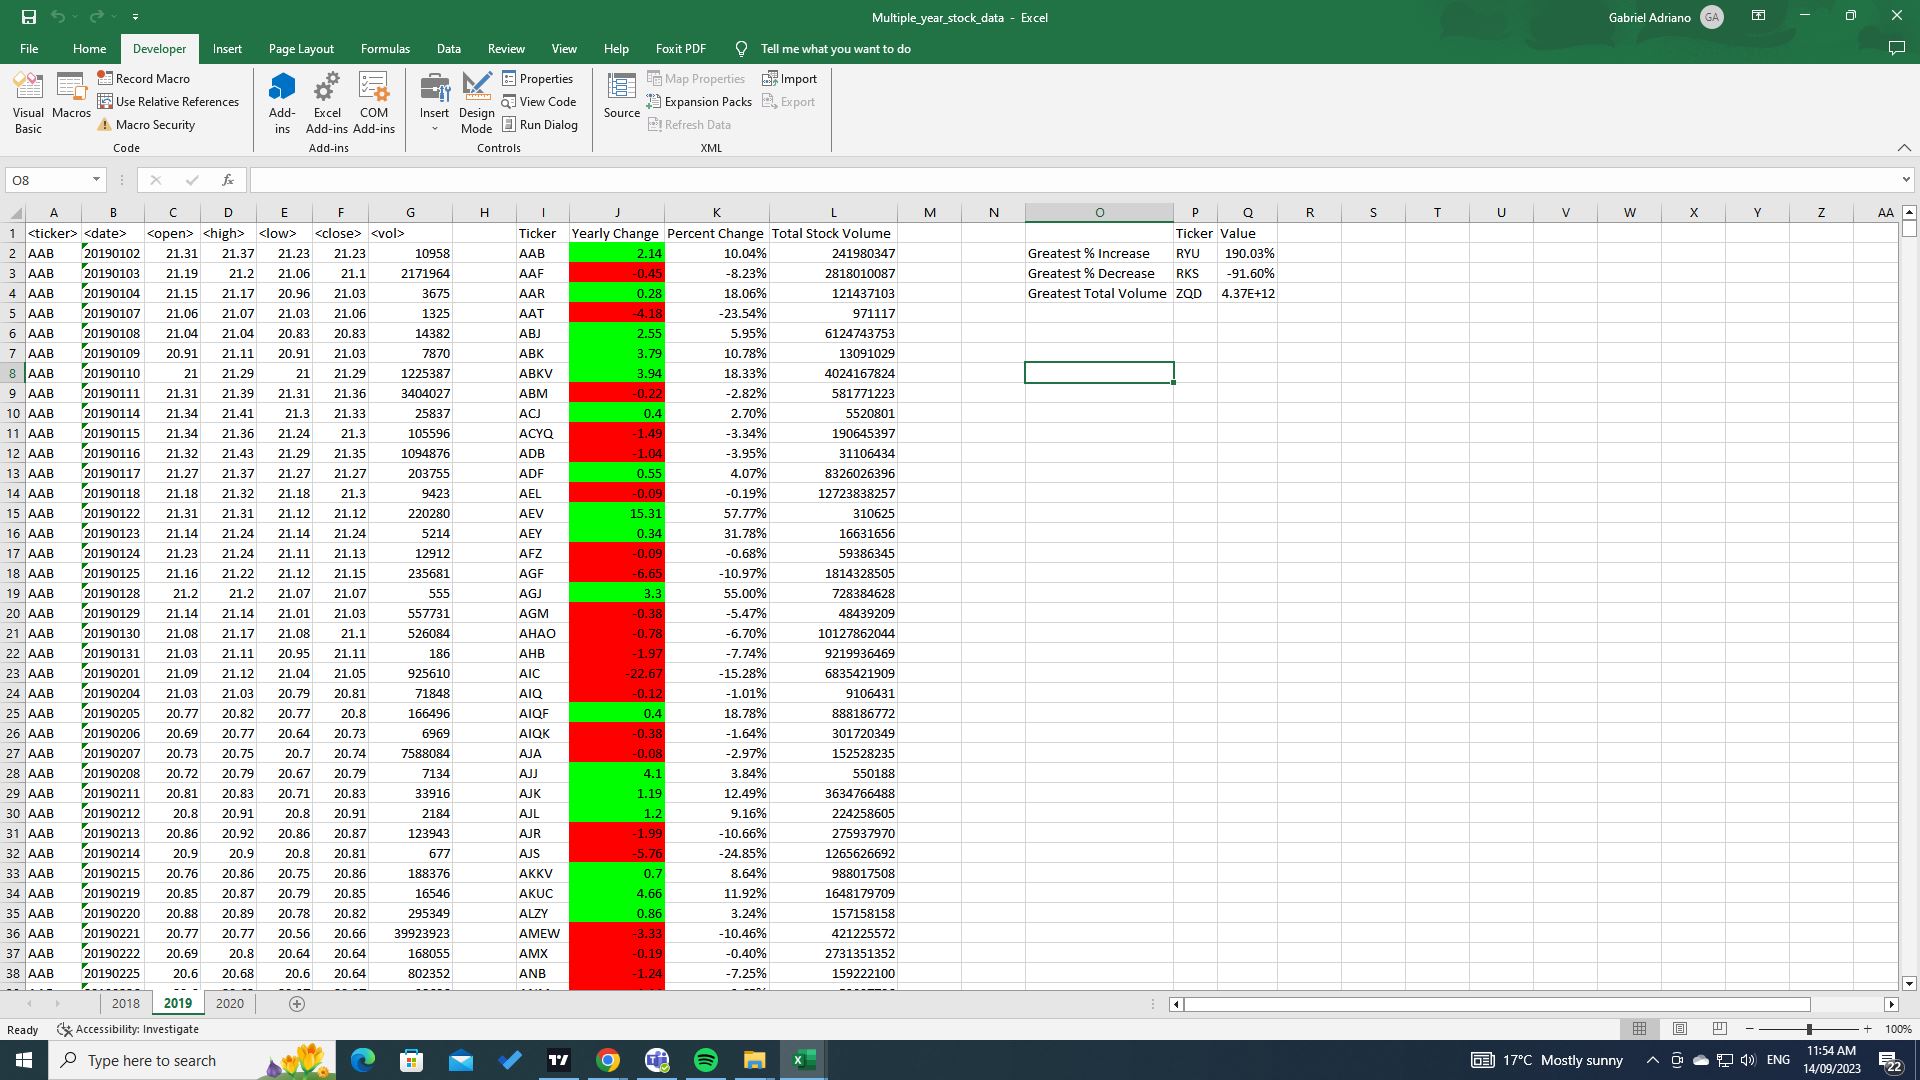 Multiple_year_stock_data - Excel
Gabriel Adriano GA
File Home Developer Insert Page Layout Formulas Data Review View Help Foxit PDF Tell me what you want to do
Visual Basic
Macros
Record Macro
Use Relative References
Macro Security
Code
Add-ins
Excel Add-ins
COM Add-ins
Add-ins
Insert
Design Mode
Properties
View Code
Run Dialog
Controls
Source
Map Properties
Expansion Packs
Refresh Data
Import
Export
XML
O8
fx
A B C D E F G H I J K L M N O P Q R S T U V W X Y Z AA
1 <ticker> <date> <open> <high> <low> <close> <vol> Ticker Yearly Change Percent Change Total Stock Volume Ticker Value
2 AAB 20190102 21.31 21.37 21.23 21.23 10958 AAB 2.14 10.04% 241980347 Greatest % Increase RYU 190.03%
3 AAB 20190103 21.19 21.2 21.06 21.1 2171964 AAF -0.45 -8.23% 2818010087 Greatest % Decrease RKS -91.60%
4 AAB 20190104 21.15 21.17 20.96 21.03 3675 AAR 0.28 18.06% 121437103 Greatest Total Volume ZQD 4.37E+12
5 AAB 20190107 21.06 21.07 21.03 21.06 1325 AAT -4.18 -23.54% 971117
6 AAB 20190108 21.04 21.04 20.83 20.83 14382 ABJ 2.55 5.95% 6124743753
7 AAB 20190109 20.91 21.11 20.91 21.03 7870 ABK 3.79 10.78% 13091029
8 AAB 20190110 21 21.29 21 21.29 1225387 ABKV 3.94 18.33% 4024167824
9 AAB 20190111 21.31 21.39 21.31 21.36 3404027 ABM -0.22 -2.82% 581771223
10 AAB 20190114 21.34 21.41 21.3 21.33 25837 ACJ 0.4 2.70% 5520801
11 AAB 20190115 21.34 21.36 21.24 21.3 105596 ACYQ -1.49 -3.34% 190645397
12 AAB 20190116 21.32 21.43 21.29 21.35 1094876 ADB -1.04 -3.95% 31106434
13 AAB 20190117 21.27 21.37 21.27 21.27 203755 ADF 0.55 4.07% 8326026396
14 AAB 20190118 21.18 21.32 21.18 21.3 9423 AEL -0.09 -0.19% 12723838257
15 AAB 20190122 21.31 21.31 21.12 21.12 220280 AEV 15.31 57.77% 310625
16 AAB 20190123 21.14 21.24 21.14 21.24 5214 AEY 0.34 31.78% 16631656
17 AAB 20190124 21.23 21.24 21.11 21.13 12912 AFZ -0.09 -0.68% 59386345
18 AAB 20190125 21.16 21.22 21.12 21.15 235681 AGF -6.65 -10.97% 1814328505
19 AAB 20190128 21.2 21.2 21.07 21.07 555 AGJ 3.3 55.00% 728384628
20 AAB 20190129 21.14 21.14 21.01 21.03 557731 AGM -0.38 -5.47% 48439209
21 AAB 20190130 21.08 21.17 21.08 21.1 526084 AHAO -0.78 -6.70% 10127862044
22 AAB 20190131 21.03 21.11 20.95 21.11 186 AHB -1.97 -7.74% 9219936469
23 AAB 20190201 21.09 21.12 21.04 21.05 925610 AIC -22.67 -15.28% 6835421909
24 AAB 20190204 21.03 21.03 20.79 20.81 71848 AIQ -0.12 -1.01% 9106431
25 AAB 20190205 20.77 20.82 20.77 20.8 166496 AIQF 0.4 18.78% 888186772
26 AAB 20190206 20.69 20.77 20.64 20.73 6969 AIQK -0.38 -1.64% 301720349
27 AAB 20190207 20.73 20.75 20.7 20.74 7588084 AJA -0.08 -2.97% 152528235
28 AAB 20190208 20.72 20.79 20.67 20.79 7134 AJJ 4.1 3.84% 550188
29 AAB 20190211 20.81 20.83 20.71 20.83 33916 AJK 1.19 12.49% 3634766488
30 AAB 20190212 20.8 20.91 20.8 20.91 2184 AJL 1.2 9.16% 224258605
31 AAB 20190213 20.86 20.92 20.86 20.87 123943 AJR -1.99 -10.66% 275937970
32 AAB 20190214 20.9 20.9 20.8 20.81 677 AJS -5.76 -24.85% 1265626692
33 AAB 20190215 20.76 20.86 20.75 20.86 188376 AKKV 0.7 8.64% 988017508
34 AAB 20190219 20.85 20.87 20.79 20.85 16546 AKUC 4.66 11.92% 1648179709
35 AAB 20190220 20.88 20.89 20.78 20.82 295349 ALZY 0.86 3.24% 157158158
36 AAB 20190221 20.77 20.77 20.56 20.66 39923923 AMEW -3.33 -10.46% 421225572
37 AAB 20190222 20.69 20.8 20.64 20.64 168055 AMX -0.19 -0.40% 2731351352
38 AAB 20190225 20.6 20.68 20.6 20.64 802352 ANB -1.24 -7.25% 159222100
2018 2019 2020
Ready Accessibility: Investigate 100%
Type here to search
17°C Mostly sunny ENG 11:54 AM
14/09/2023 22